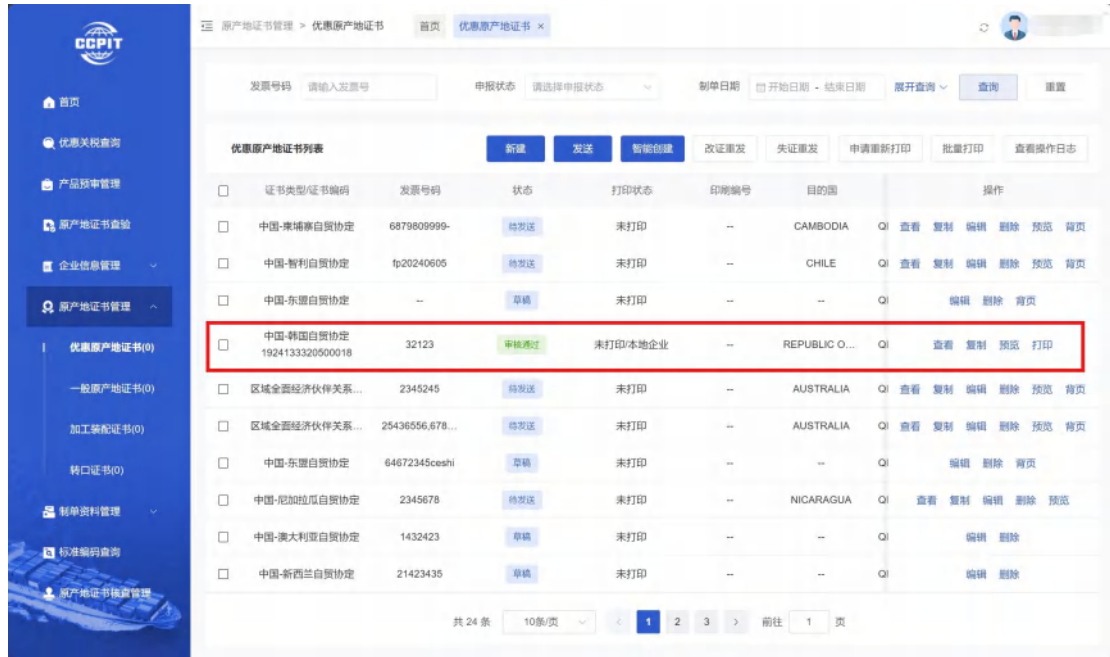 CCPIT
原产地证书管理 > 优惠原产地证书 首页 优惠原产地证书 ×
首页
优惠关税查询
产品预审管理
原产地证书查验
企业信息管理
原产地证书管理
优惠原产地证书(0)
一般原产地证书(0)
加工装配证书(0)
转口证书(0)
制单资料管理
标准编码查询
原产地证书核查管理
发票号码 请输入发票号 申报状态 请选择申报状态 制单日期 开始日期 - 结束日期 展开查询 查询 重置
优惠原产地证书列表 新建 发送 智能创建 改证重发 失证重发 申请重新打印 批量打印 查看操作日志
证书类型/证书编码 发票号码 状态 打印状态 印刷编号 目的国 操作
中国-柬埔寨自贸协定 6879809999- 待发送 未打印 -- CAMBODIA QI 查看 复制 编辑 删除 预览 背页
中国-智利自贸协定 fp20240605 待发送 未打印 -- CHILE QI 查看 复制 编辑 删除 预览 背页
中国-东盟自贸协定 -- 草稿 未打印 -- -- QI 编辑 删除 背页
中国-韩国自贸协定
1924133320500018 32123 审核通过 未打印/本地企业 -- REPUBLIC O... QI 查看 复制 预览 打印
区域全面经济伙伴关系... 2345245 待发送 未打印 -- AUSTRALIA QI 查看 复制 编辑 删除 预览 背页
区域全面经济伙伴关系... 25436556,678... 待发送 未打印 -- AUSTRALIA QI 查看 复制 编辑 删除 预览 背页
中国-东盟自贸协定 64672345ceshi 草稿 未打印 -- -- QI 编辑 删除 背页
中国-尼加拉瓜自贸协定 2345678 待发送 未打印 -- NICARAGUA QI 查看 复制 编辑 删除 预览
中国-澳大利亚自贸协定 1432423 草稿 未打印 -- -- QI 编辑 删除
中国-新西兰自贸协定 21423435 草稿 未打印 -- -- QI 编辑 删除
共 24 条 10条/页 < 1 2 3 > 前往 1 页